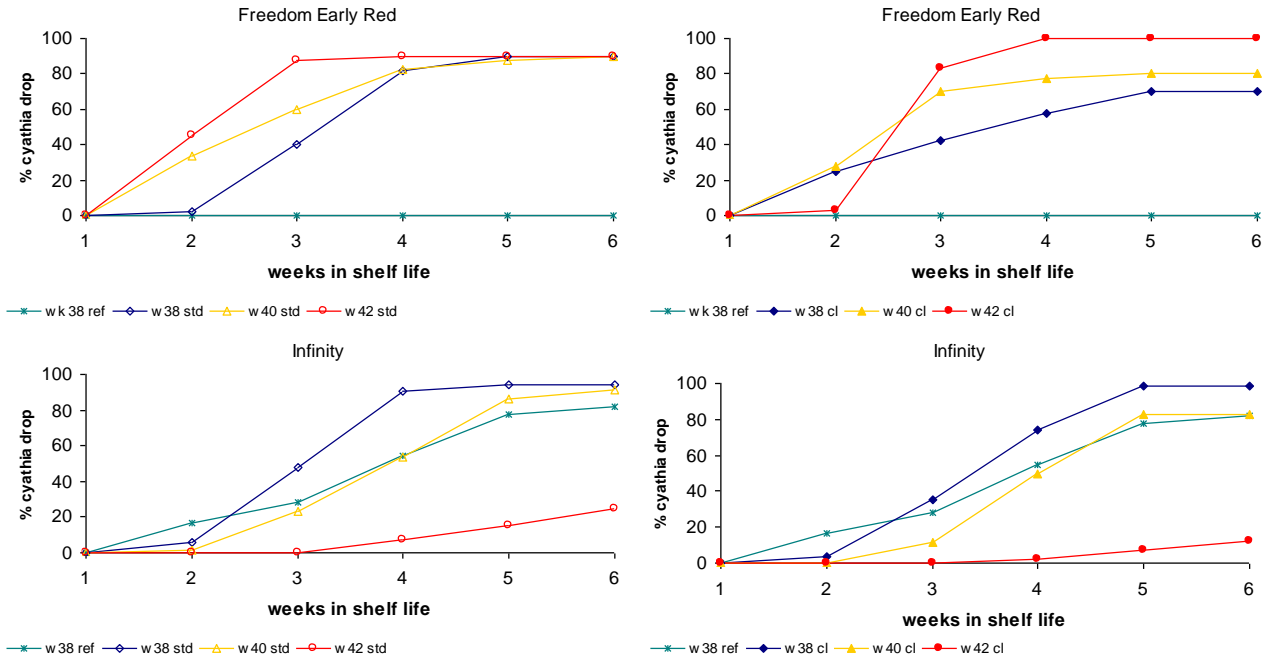 Freedom Early Red
100
80
60
40
20
0
% cyathia drop
1 2 3 4 5 6
weeks in shelf life
wk 38 ref w 38 std w 40 std w 42 std
Freedom Early Red
100
80
60
40
20
0
% cyathia drop
1 2 3 4 5 6
weeks in shelf life
wk 38 ref w 38 cl w 40 cl w 42 cl
Infinity
100
80
60
40
20
0
% cyathia drop
1 2 3 4 5 6
weeks in shelf life
w 38 ref w 38 std w 40 std w 42 std
Infinity
100
80
60
40
20
0
% cyathia drop
1 2 3 4 5 6
weeks in shelf life
w 38 ref w 38 cl w 40 cl w 42 cl